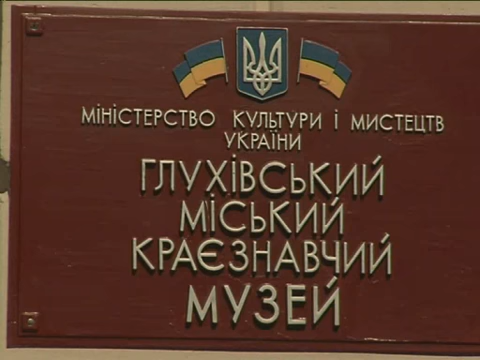 МІНІСТЕРСТВО КУЛЬТУРИ І МИСТЕЦТВ
УКРАЇНИ
ГЛУХІВСЬКИЙ
МІСЬКИЙ
КРАЄЗНАВЧИЙ
МУЗЕЙ